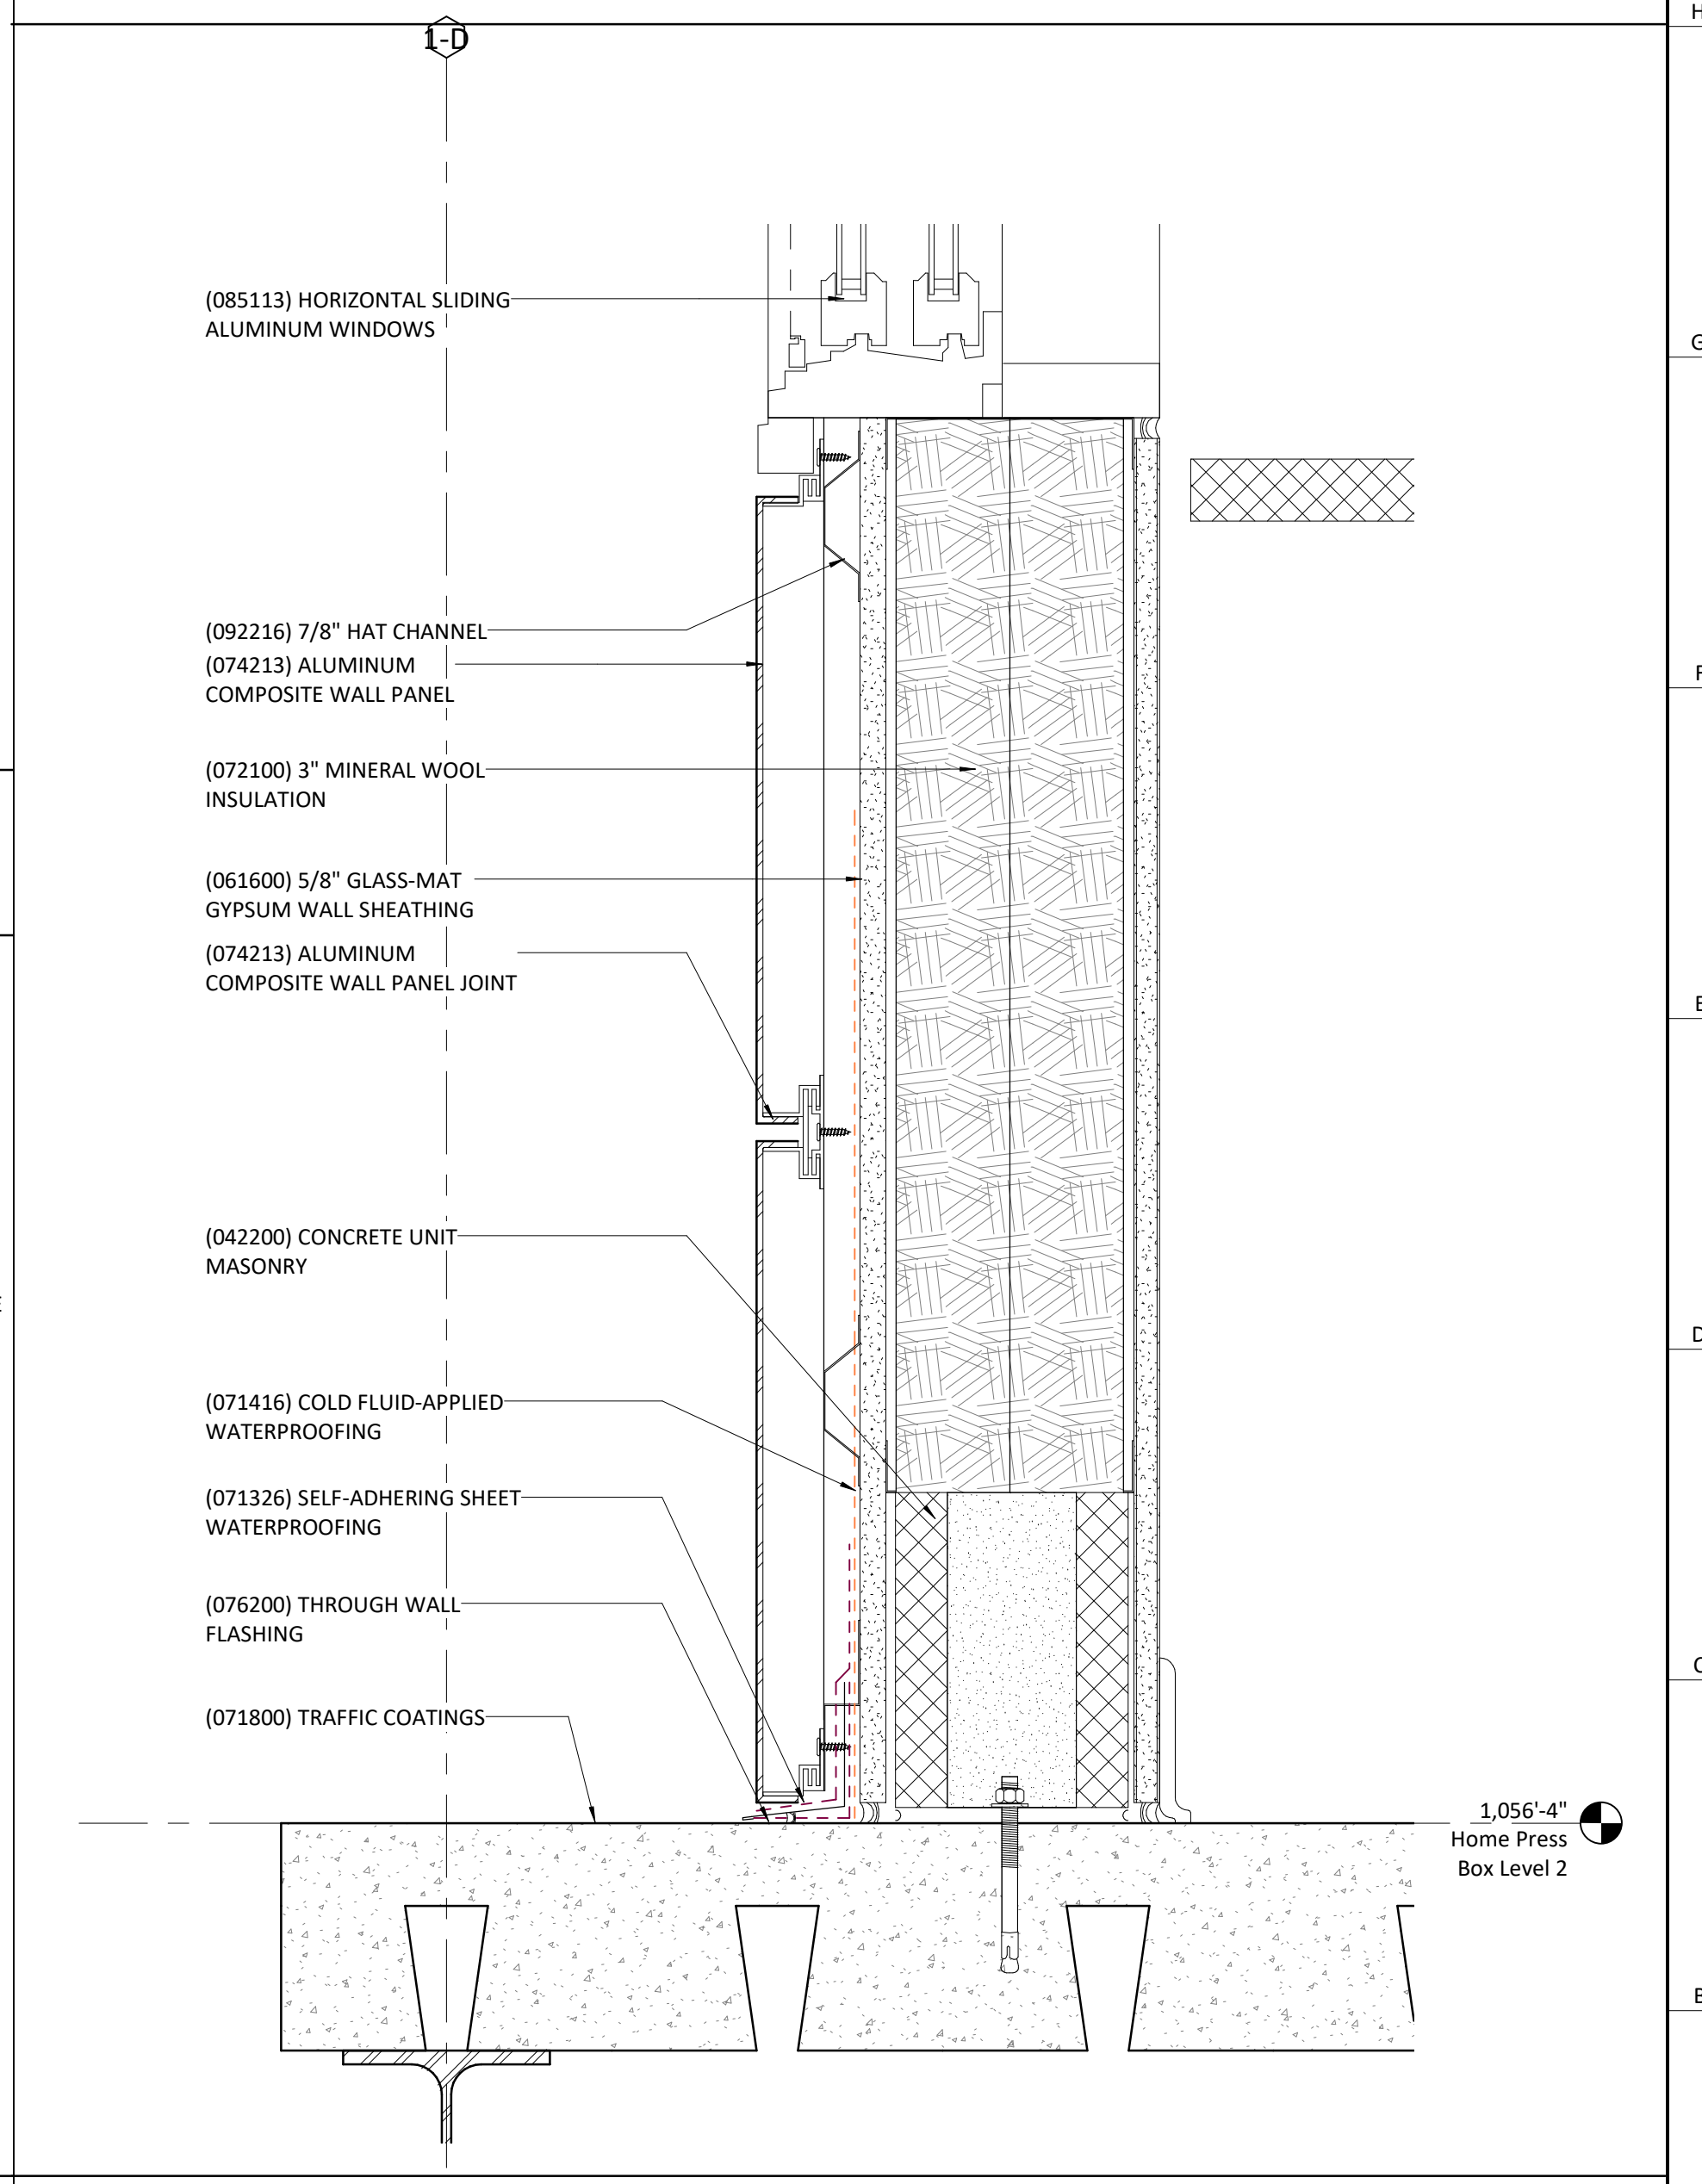 H
1-D
(085113) HORIZONTAL SLIDING
ALUMINUM WINDOWS
G
(092216) 7/8" HAT CHANNEL
(074213) ALUMINUM
COMPOSITE WALL PANEL
F
(072100) 3" MINERAL WOOL
INSULATION
(061600) 5/8" GLASS-MAT
GYPSUM WALL SHEATHING
(074213) ALUMINUM
COMPOSITE WALL PANEL JOINT
E
(042200) CONCRETE UNIT
MASONRY
D
(071416) COLD FLUID-APPLIED
WATERPROOFING
(071326) SELF-ADHERING SHEET
WATERPROOFING
(076200) THROUGH WALL
FLASHING
C
(071800) TRAFFIC COATINGS
1,056'-4"
Home Press
Box Level 2
B